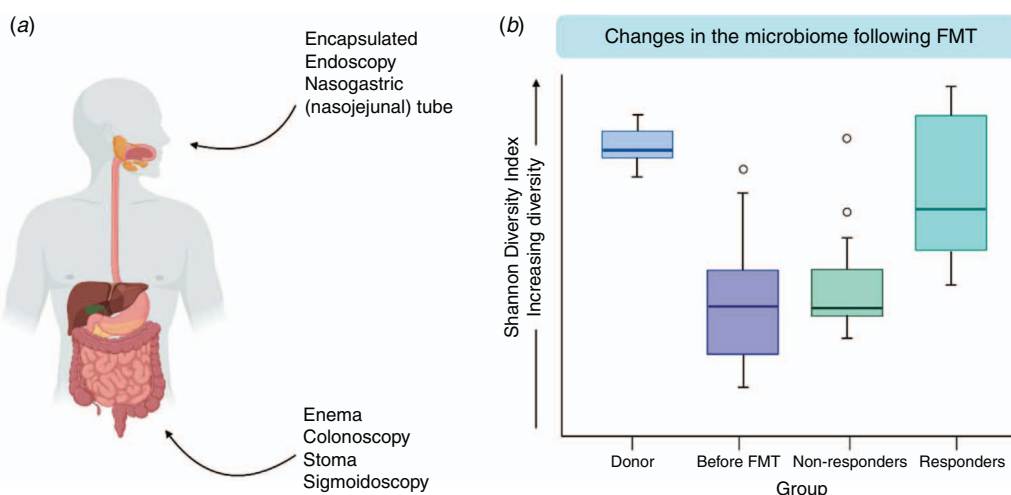 (a)
Encapsulated
Endoscopy
Nasogastric
(nasojejunal) tube
Enema
Colonoscopy
Stoma
Sigmoidoscopy
(b)
Changes in the microbiome following FMT
Shannon Diversity Index
Increasing diversity
Donor
Before FMT
Non-responders
Responders
Group